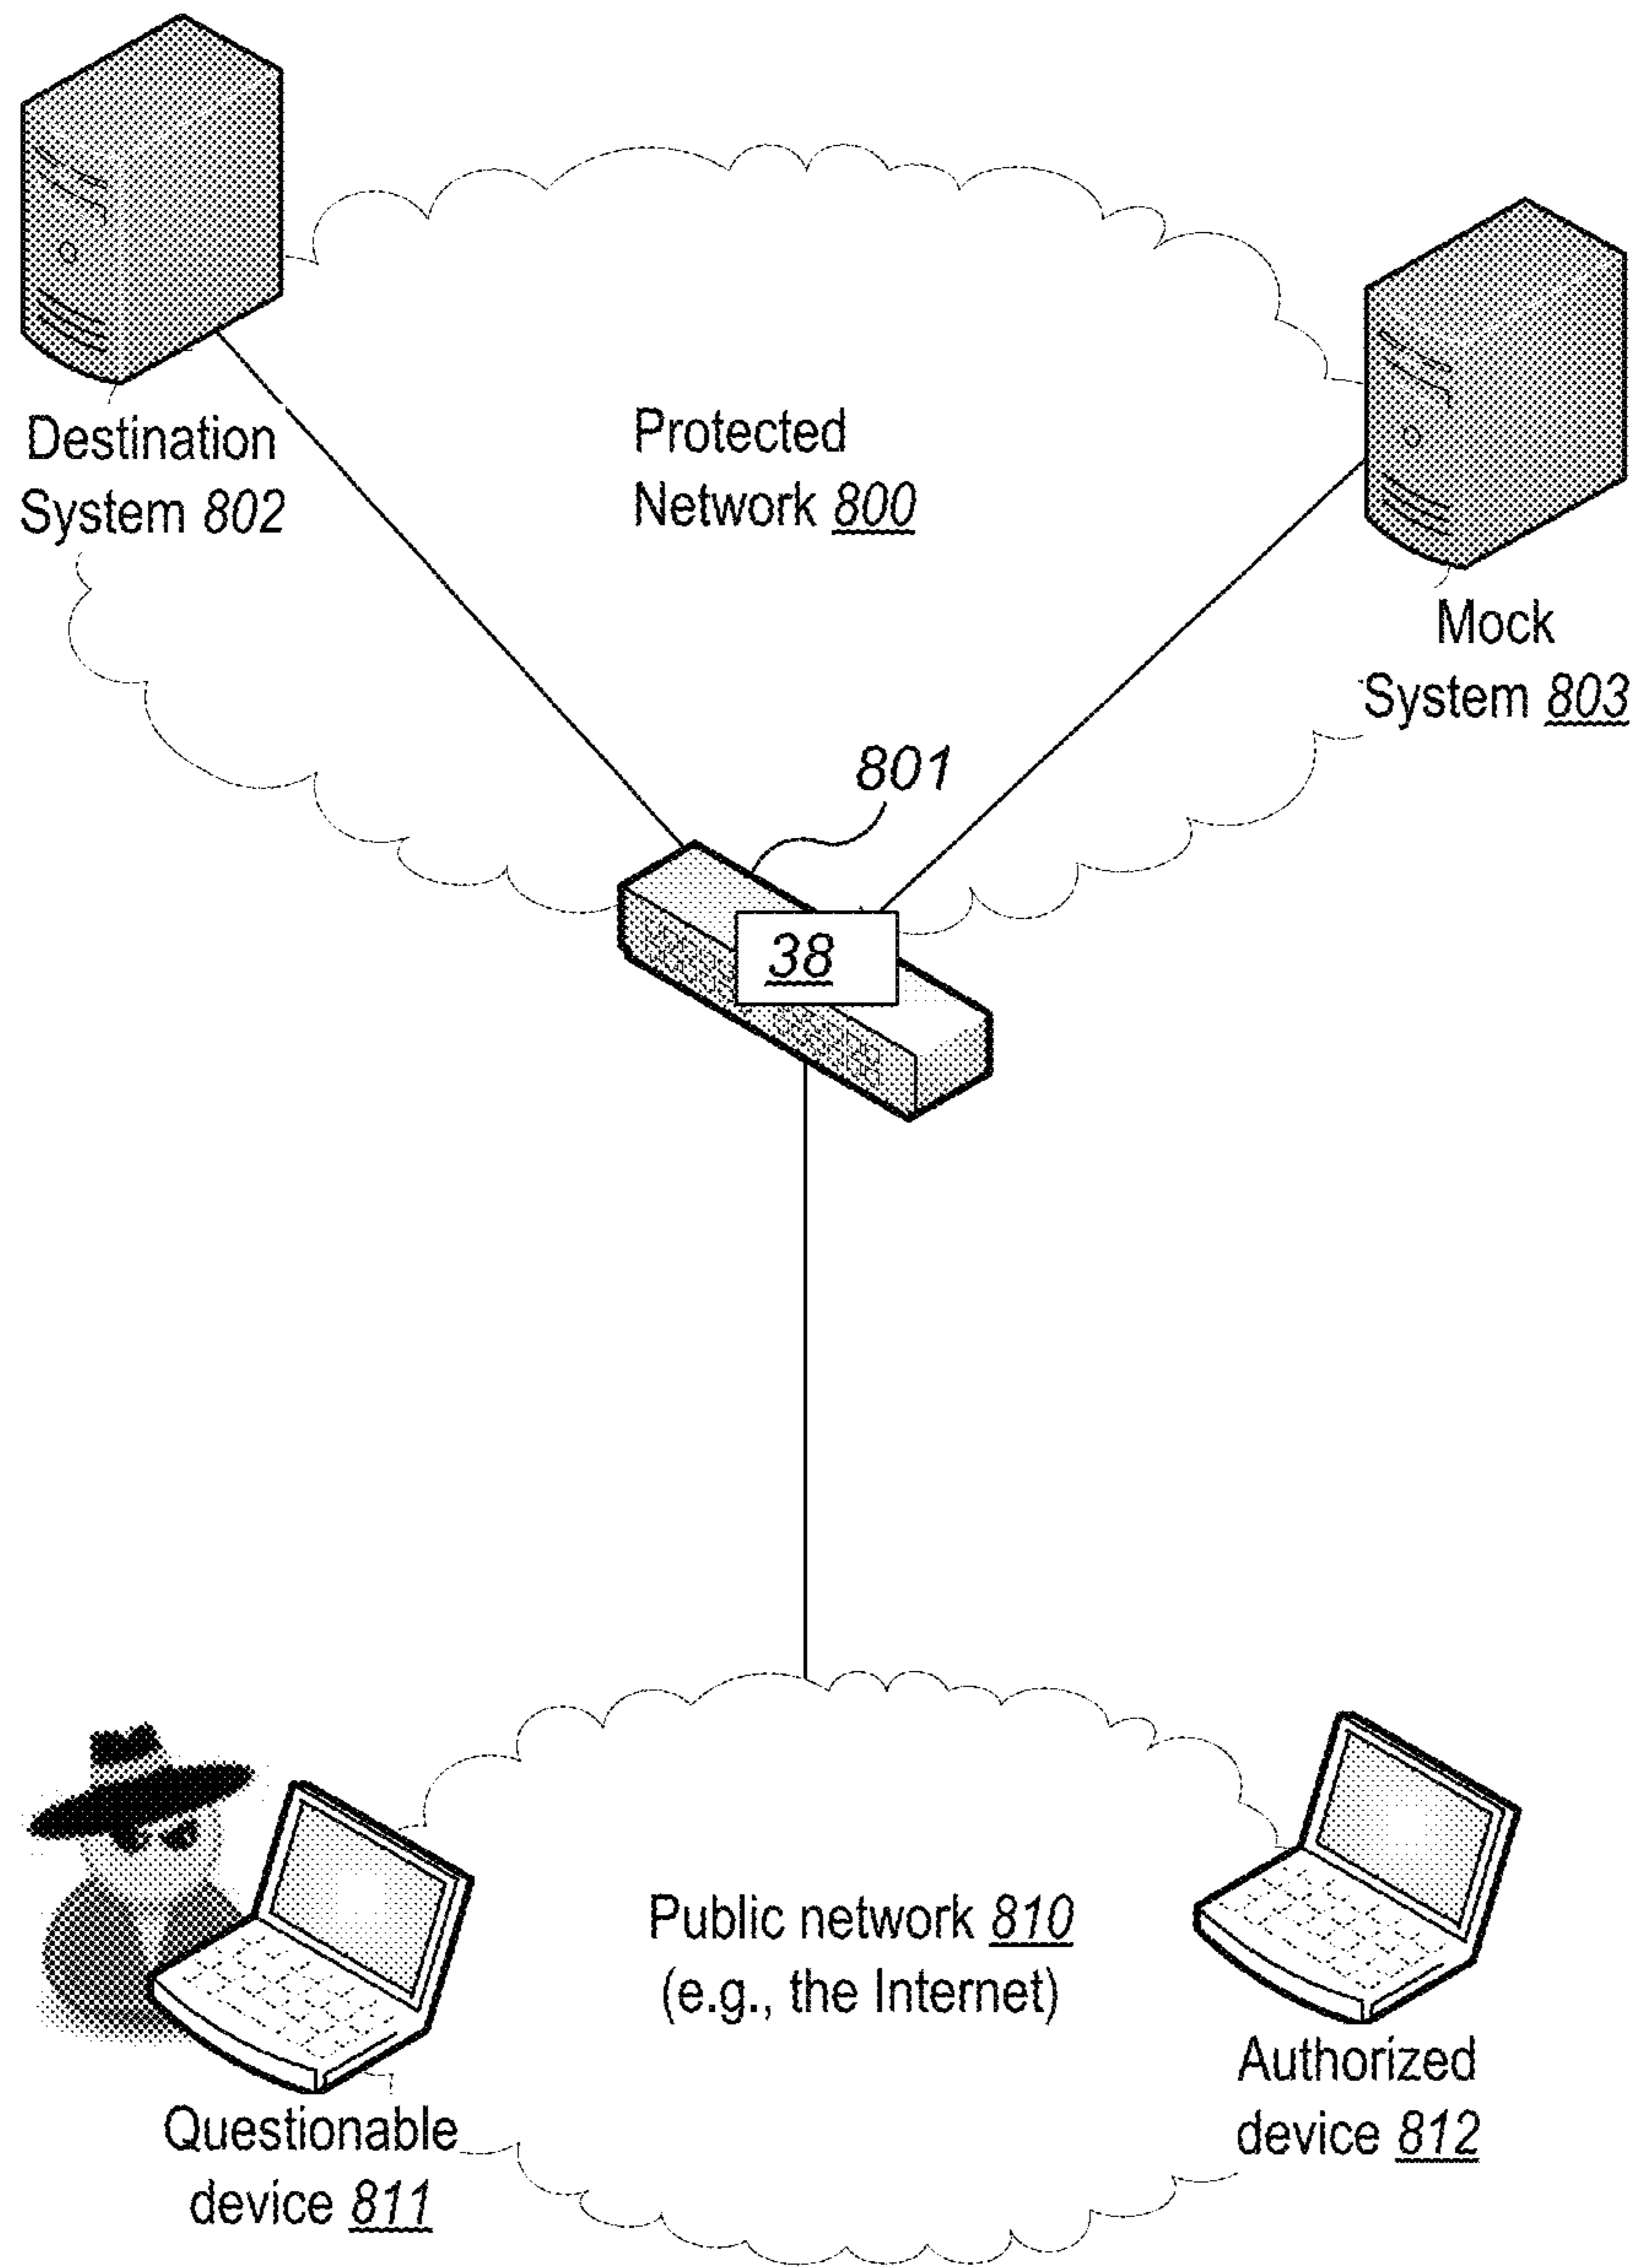 Destination
System 802
Protected
Network 800
Mock
System 803
801
38
Public network 810
(e.g., the Internet)
Authorized
device 812
Questionable
device 811